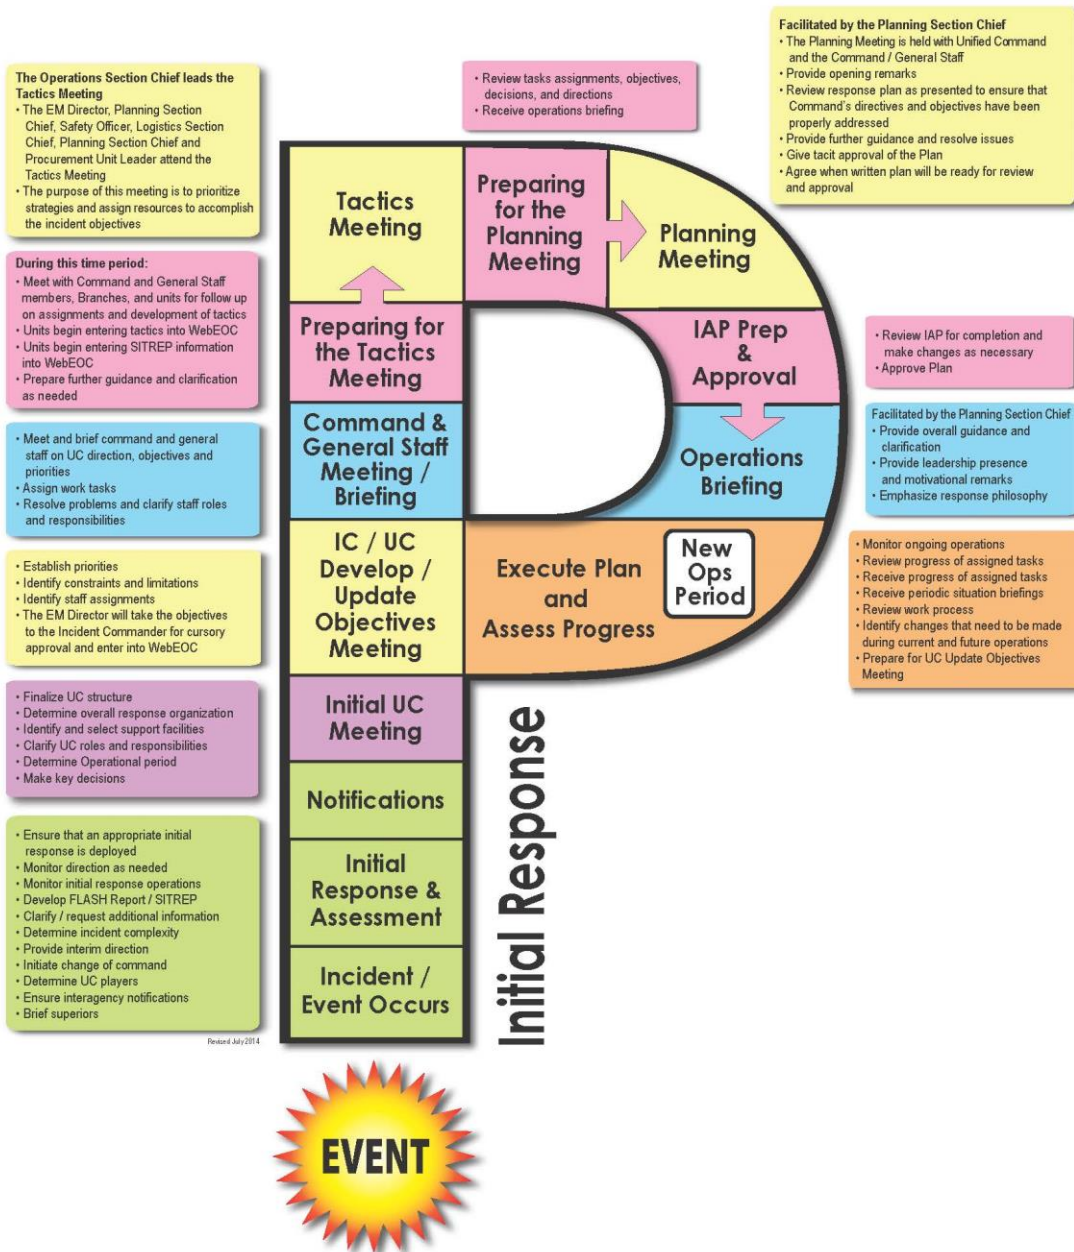 Facilitated by the Planning Section Chief
• The Planning Meeting is held with Unified Command
and the Command / General
Staff
• Provide opening remarks
• Review response plan as presented to ensure that
Command's directives and objectives have been
properly addressed
• Provide further guidance and resolve issues
• Give tacit approval of the Plan
• Agree when written plan will be ready for review
and approval
The Operations Section Chief leads the
Tactics Meeting
• The EM Director, Planning Section
Chief, Safety Officer, Logistics Section
Chief, Planning Section Chief and
Procurement Unit Leader attend the
Tactics Meeting
• The purpose of this meeting is to prioritize
strategies and assign resources to accomplish
the incident objectives
• Review tasks assignments, objectives,
decisions, and directions
• Receive operations briefing
Tactics
Meeting
Preparing
for the
Planning
Meeting
Planning
Meeting
During this time period:
• Meet with Command and General Staff
members, Branches, and units for follow up
on assignments and development of tactics
• Units begin entering tactics into WebEOC
• Units begin entering SITREP information
into WebEOC
• Prepare further guidance and clarification
as needed
Preparing for
the Tactics
Meeting
IAP Prep
&
Approval
• Review IAP for completion and
make changes as necessary
• Approve Plan
• Meet and brief command and general
staff on UC direction, objectives and
priorities
• Assign work tasks
• Resolve problems and clarify staff roles
and responsibilities
Command &
General Staff
Meeting /
Briefing
Operations
Briefing
Facilitated by the Planning Section Chief
• Provide overall guidance and
clarification
• Provide leadership presence
and motivational remarks
• Emphasize response philosophy
• Establish priorities
• Identify constraints and limitations
• Identify staff assignments
• The EM Director will take the objectives
to the Incident Commander for cursory
approval and enter into WebEOC
IC / UC
Develop /
Update
Objectives
Meeting
Execute Plan
and
Assess Progress
New
Ops
Period
• Monitor ongoing operations
• Review progress of assigned tasks
• Receive progress of assigned tasks
• Receive periodic situation briefings
• Review work process
• Identify changes that need to be made
during current and future operations
• Prepare for UC Update Objectives
Meeting
• Finalize UC structure
• Determine overall response organization
• Identify and select support facilities
• Clarify UC roles and responsibilities
• Determine Operational period
• Make key decisions
Initial UC
Meeting
Notifications
Initial
Response &
Assessment
Incident /
Event Occurs
Initial Response
• Ensure that an appropriate initial
response is deployed
• Monitor direction as needed
• Monitor initial response operations
• Develop FLASH Report / SITREP
• Clarify / request additional information
• Determine incident complexity
• Provide interim direction
• Initiate change of command
• Determine UC players
• Ensure interagency notifications
• Brief superiors
Revised July 2014
EVENT